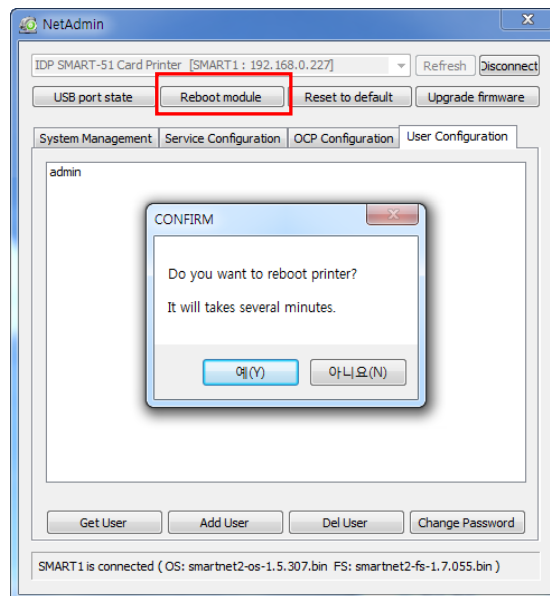 NetAdmin
IDP SMART-51 Card Printer [SMART1 : 192.168.0.227] Refresh Disconnect
USB port state Reboot module Reset to default Upgrade firmware
System Management Service Configuration OCP Configuration User Configuration
admin
CONFIRM
Do you want to reboot printer?
It will takes several minutes.
예(Y) 아니요(N)
Get User Add User Del User Change Password
SMART1 is connected ( OS: smartnet2-os-1.5.307.bin FS: smartnet2-fs-1.7.055.bin )